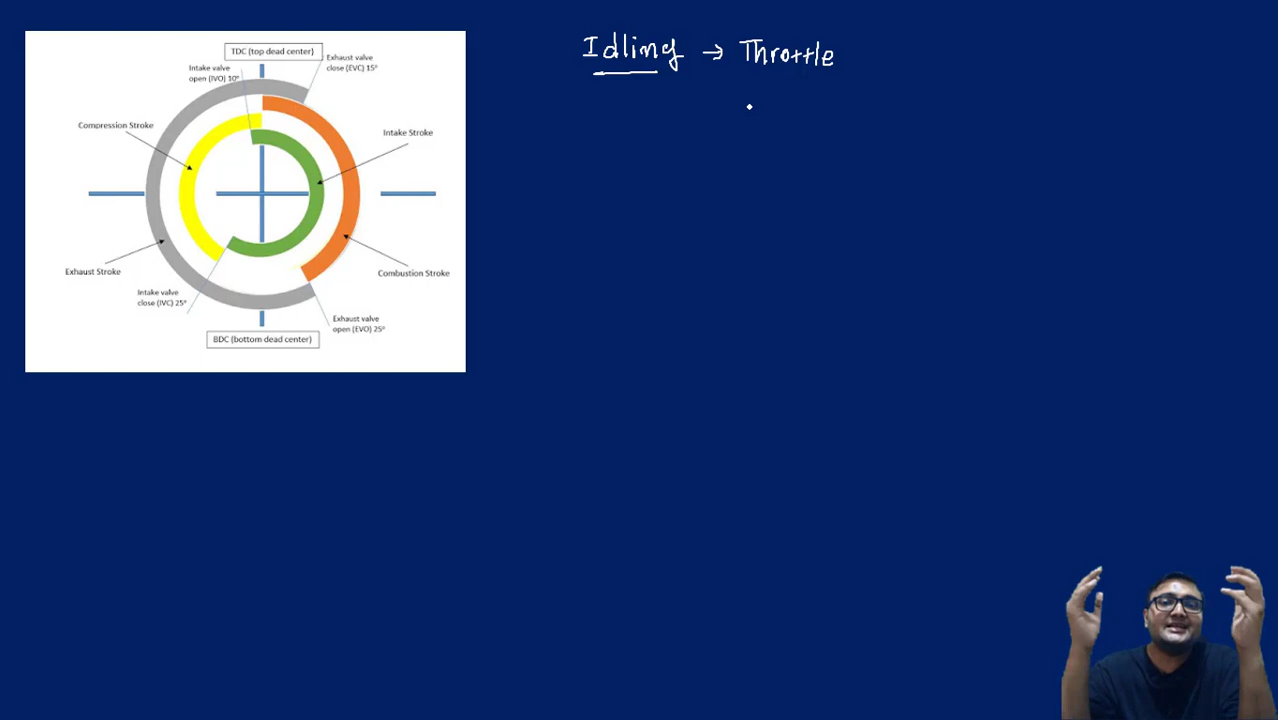 Idling → Throttle
TDC (top dead center)
Exhaust valve
close (EVC) 15°
Intake valve
open (IVO) 10°
Compression Stroke
Intake Stroke
Exhaust Stroke
Combustion Stroke
Intake valve
close (IVC) 25°
Exhaust valve
open (EVO) 25°
BDC (bottom dead center)